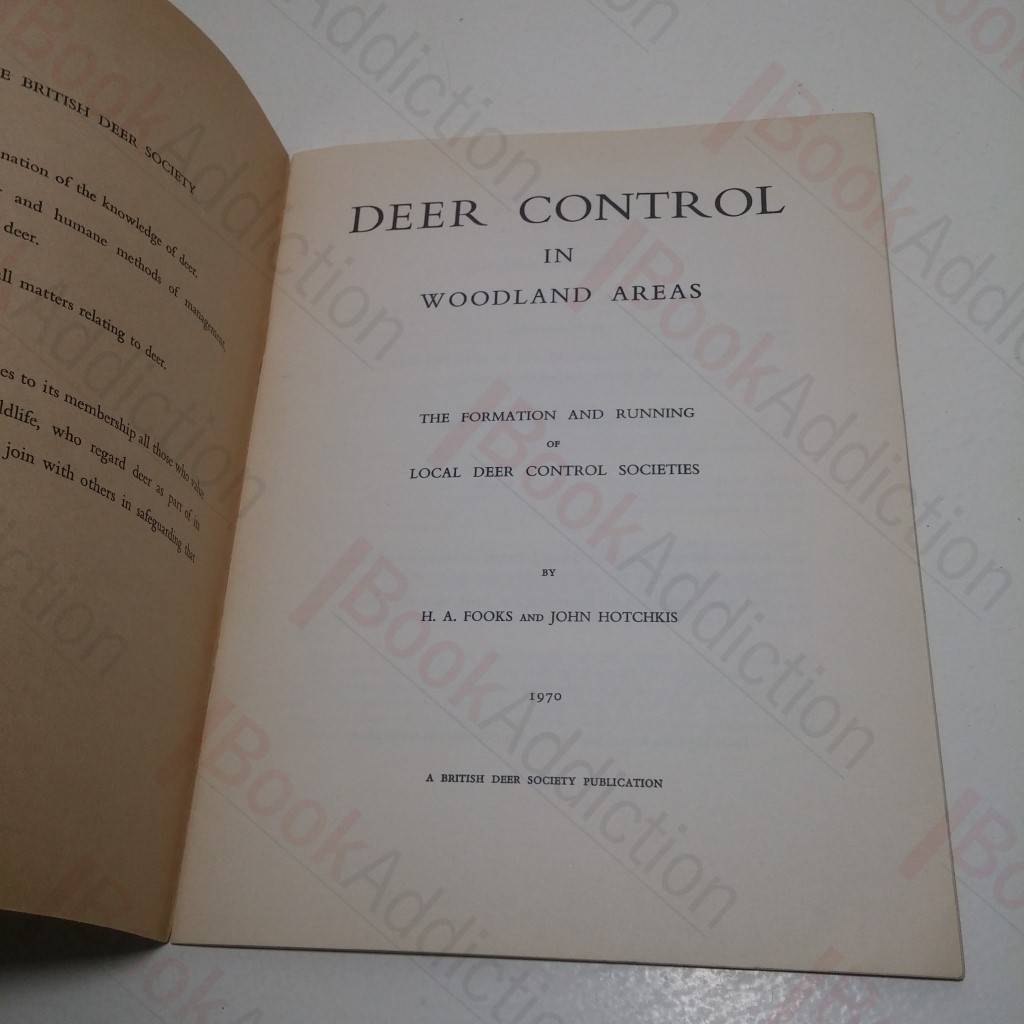 E BRITISH DEER SOCIETY
nation of the knowledge of deer.
and humane methods of management.
deer.
ll matters relating to deer.
es to its membership all those who value
ldlife, who regard deer as part of its
join with others in safeguarding that
DEER CONTROL
IN
WOODLAND AREAS
THE FORMATION AND RUNNING
OF
LOCAL DEER CONTROL SOCIETIES
BY
H. A. FOOKS AND JOHN HOTCHKIS
1970
A BRITISH DEER SOCIETY PUBLICATION
BookAddiction